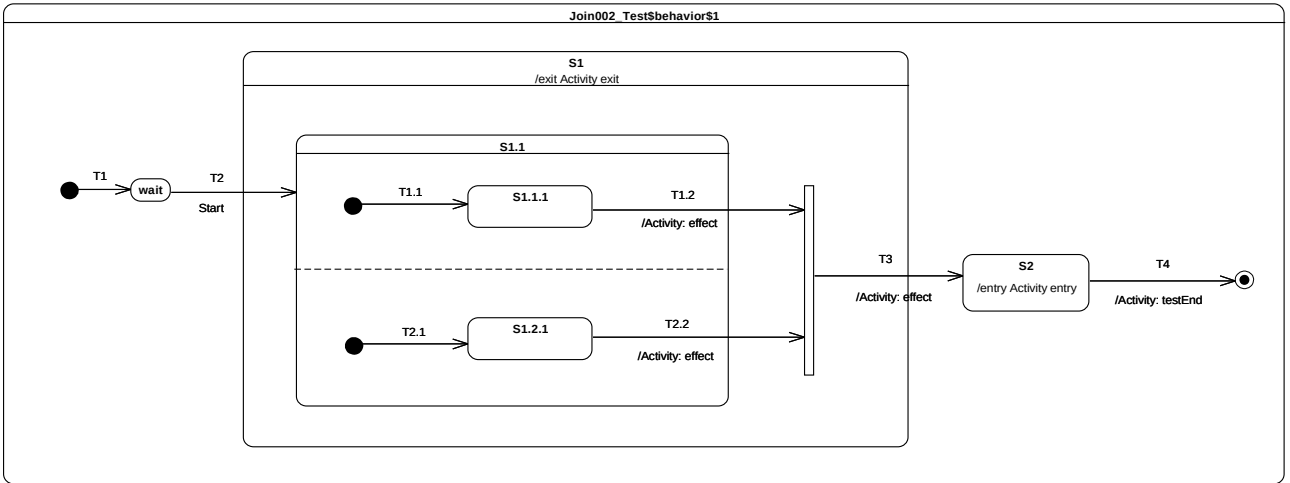 Join002_Test$behavior$1
S1
/exit Activity exit
S1.1
T1
wait
T2
Start
T1.1
S1.1.1
T1.2
/Activity: effect
T2.1
S1.2.1
T2.2
/Activity: effect
T3
/Activity: effect
S2
/entry Activity entry
T4
/Activity: testEnd